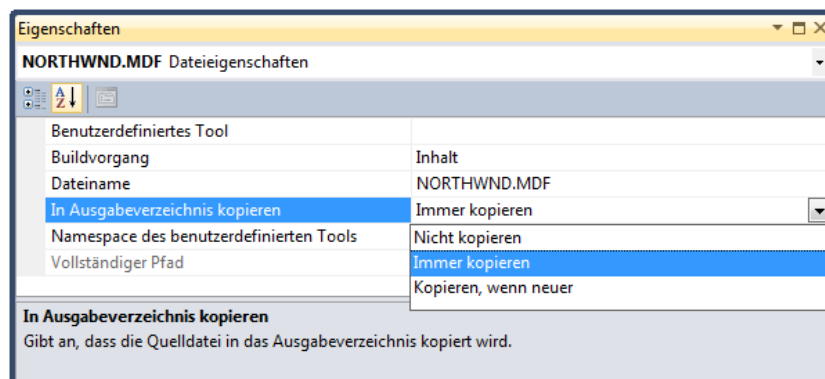 Eigenschaften
NORTHWND.MDF Dateieigenschaften
A
Z
Benutzerdefiniertes Tool
Buildvorgang Inhalt
Dateiname NORTHWND.MDF
In Ausgabeverzeichnis kopieren Immer kopieren
Namespace des benutzerdefinierten Tools Nicht kopieren
Vollständiger Pfad Immer kopieren
Kopieren, wenn neuer
In Ausgabeverzeichnis kopieren
Gibt an, dass die Quelldatei in das Ausgabeverzeichnis kopiert wird.